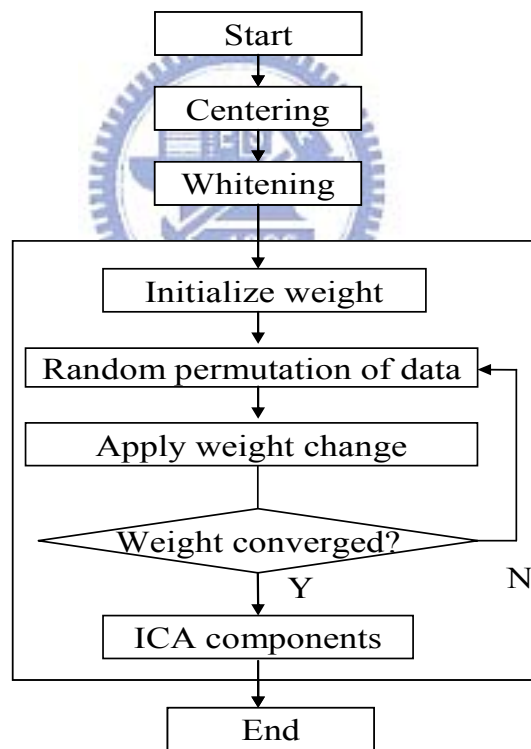 Start
Centering
Whitening
Initialize weight
Random permutation of data
Apply weight change
Weight converged?
N
Y
ICA components
End